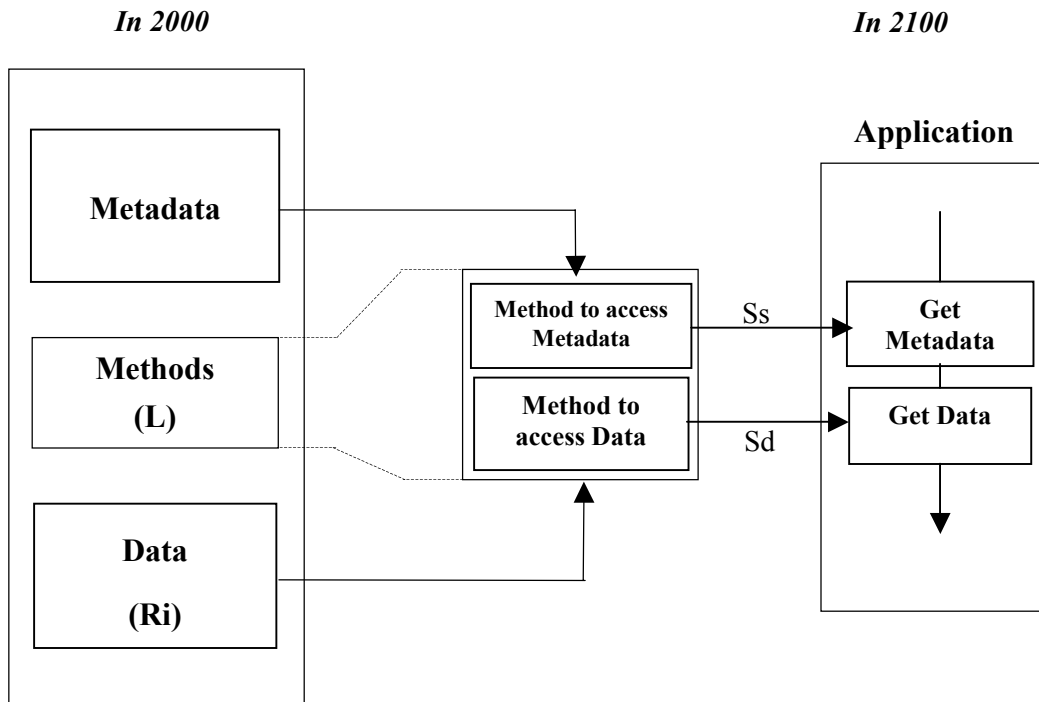 In 2000
In 2100
Application
Metadata
Methods
(L)
Data
(Ri)
Method to access
Metadata
Method to
access Data
Ss
Sd
Get
Metadata
Get Data